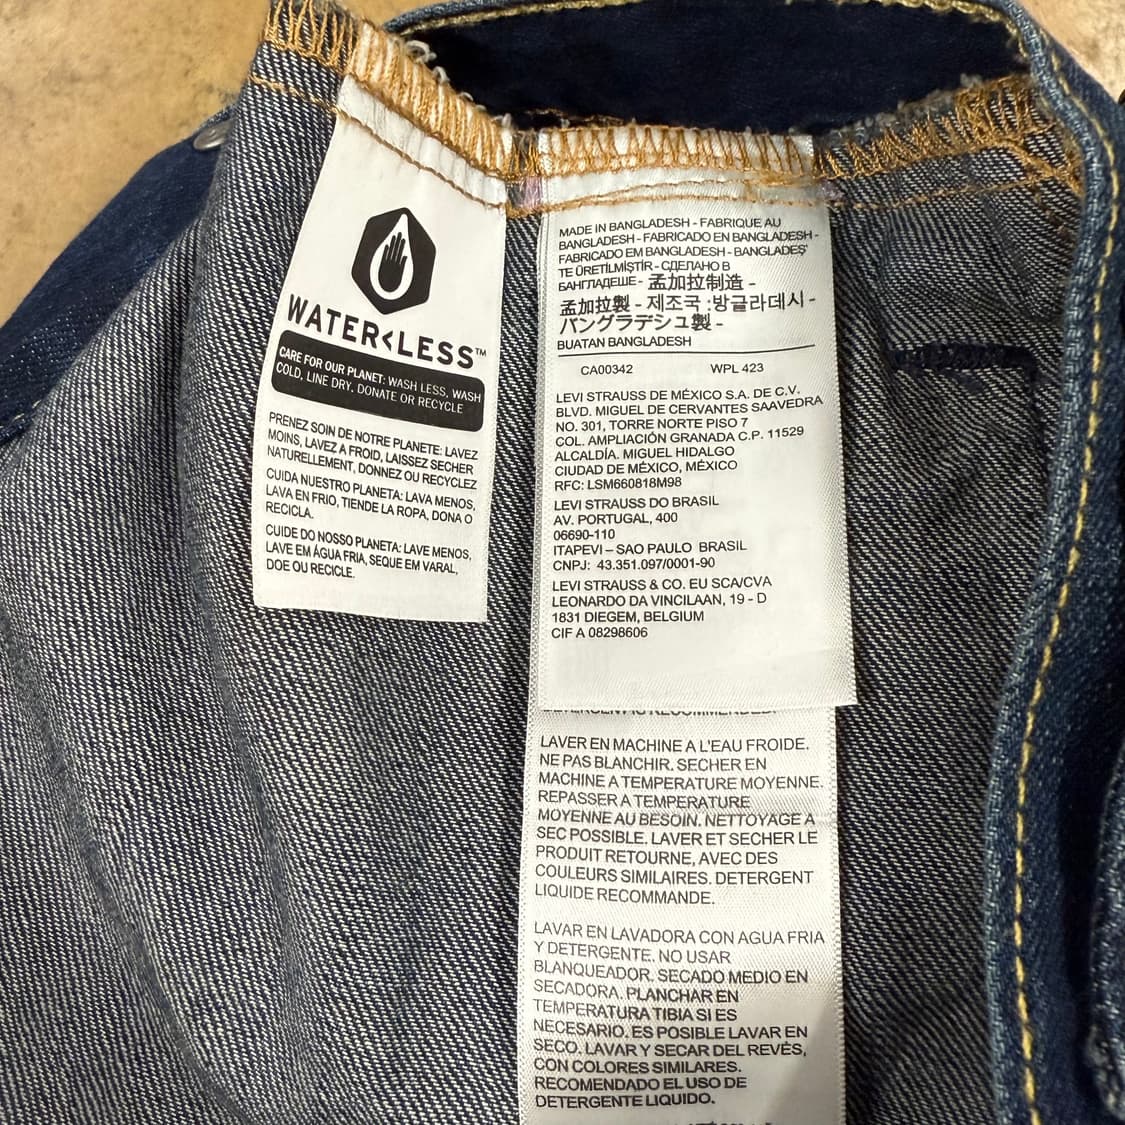 WATER<LESS™
CARE FOR OUR PLANET: WASH LESS, WASH
COLD, LINE DRY, DONATE OR RECYCLE
PRENEZ SOIN DE NOTRE PLANETE: LAVEZ
MOINS, LAVEZ A FROID, LAISSEZ SECHER
NATURELLEMENT, DONNEZ OU RECYCLEZ
CUIDA NUESTRO PLANETA: LAVA MENOS,
LAVA EN FRIO, TIENDE LA ROPA, DONA O
RECICLA.
CUIDE DO NOSSO PLANETA: LAVE MENOS,
LAVE EM ÁGUA FRIA, SEQUE EM VARAL,
DOE OU RECICLE.
MADE IN BANGLADESH - FABRIQUE AU
BANGLADESH - FABRICADO EN BANGLADESH -
FABRICADO EM BANGLADESH - BANGLADEŞ'
TE ÜRETİLMİŞTİR - СДЕЛАНО В
БАНГЛАДЕШЕ - 孟加拉制造 -
孟加拉製 - 제조국 :방글라데시 -
バングラデシュ製 -
BUATAN BANGLADESH
CA00342 WPL 423
LEVI STRAUSS DE MÉXICO S.A. DE C.V.
BLVD. MIGUEL DE CERVANTES SAAVEDRA
NO. 301, TORRE NORTE PISO 7
COL. AMPLIACIÓN GRANADA C.P. 11529
ALCALDÍA. MIGUEL HIDALGO
CIUDAD DE MÉXICO, MÉXICO
RFC: LSM660818M98
LEVI STRAUSS DO BRASIL
AV. PORTUGAL, 400
06690-110
ITAPEVI – SAO PAULO BRASIL
CNPJ: 43.351.097/0001-90
LEVI STRAUSS & CO. EU SCA/CVA
LEONARDO DA VINCILAAN, 19 - D
1831 DIEGEM, BELGIUM
CIF A 08298606
DETERGENT IS RECOMMENDED.
LAVER EN MACHINE A L'EAU FROIDE.
NE PAS BLANCHIR. SECHER EN
MACHINE A TEMPERATURE MOYENNE.
REPASSER A TEMPERATURE
MOYENNE AU BESOIN. NETTOYAGE A
SEC POSSIBLE. LAVER ET SECHER LE
PRODUIT RETOURNE, AVEC DES
COULEURS SIMILAIRES. DETERGENT
LIQUIDE RECOMMANDE.
LAVAR EN LAVADORA CON AGUA FRIA
Y DETERGENTE. NO USAR
BLANQUEADOR. SECADO MEDIO EN
SECADORA. PLANCHAR EN
TEMPERATURA TIBIA SI ES
NECESARIO. ES POSIBLE LAVAR EN
SECO. LAVAR Y SECAR DEL REVÉS,
CON COLORES SIMILARES.
RECOMENDADO EL USO DE
DETERGENTE LIQUIDO.